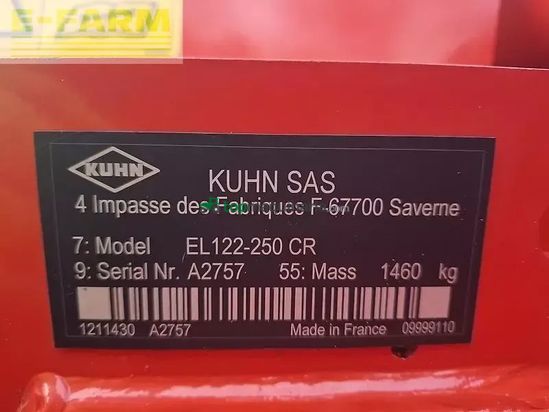 E-FARM
KUHN
KUHN SAS
4 Impasse des Fabriques F-67700 Saverne
7: Model EL122-250 CR
9: Serial Nr. A2757 55: Mass 1460 kg
1211430 A2757 Made in France 09999110